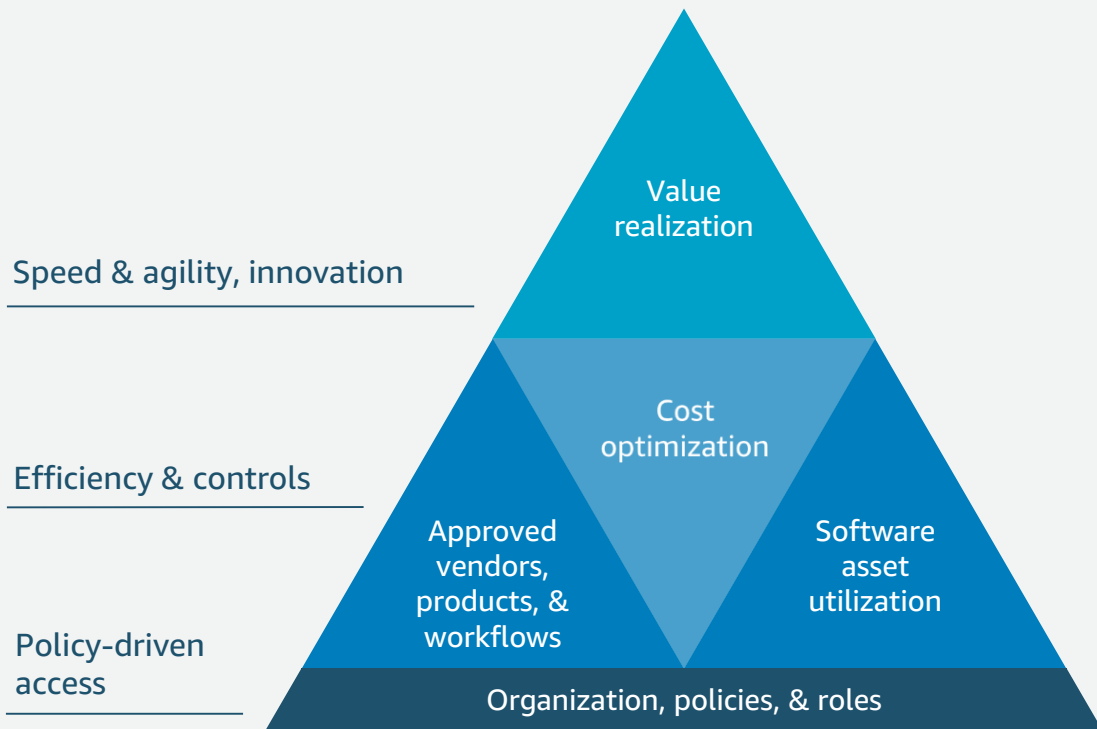 Value
realization
Speed & agility, innovation
Cost
optimization
Efficiency & controls
Approved
vendors,
products, &
workflows
Software
asset
utilization
Policy-driven
access
Organization, policies, & roles